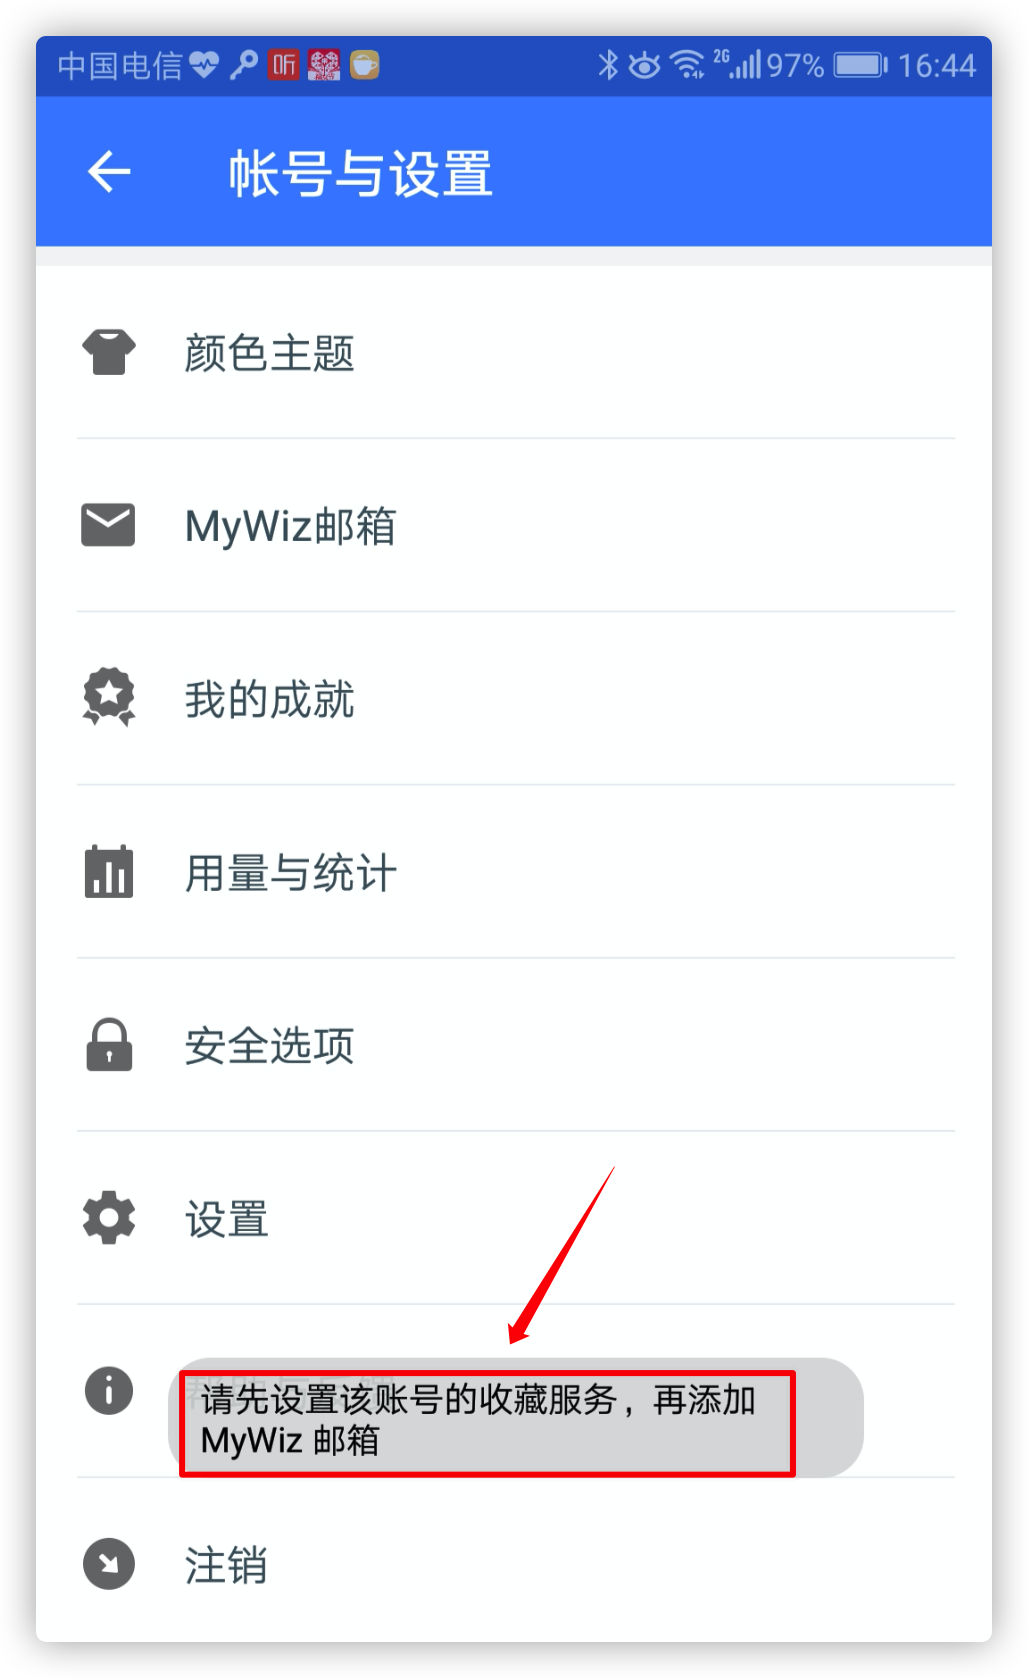 中国电信 听 2G 97% 16:44
帐号与设置
颜色主题
MyWiz邮箱
我的成就
用量与统计
安全选项
设置
请先设置该账号的收藏服务，再添加
MyWiz 邮箱
注销